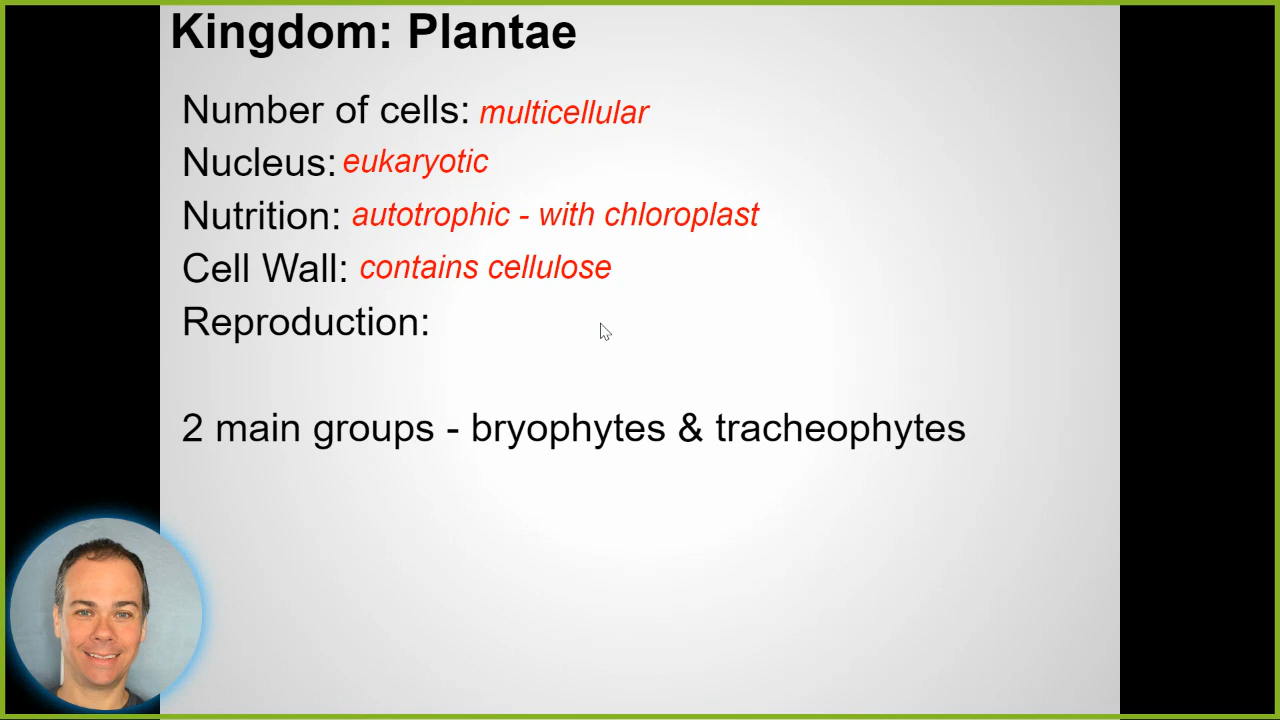 Kingdom: Plantae
Number of cells: multicellular
Nucleus: eukaryotic
Nutrition: autotrophic - with chloroplast
Cell Wall: contains cellulose
Reproduction:
2 main groups - bryophytes & tracheophytes